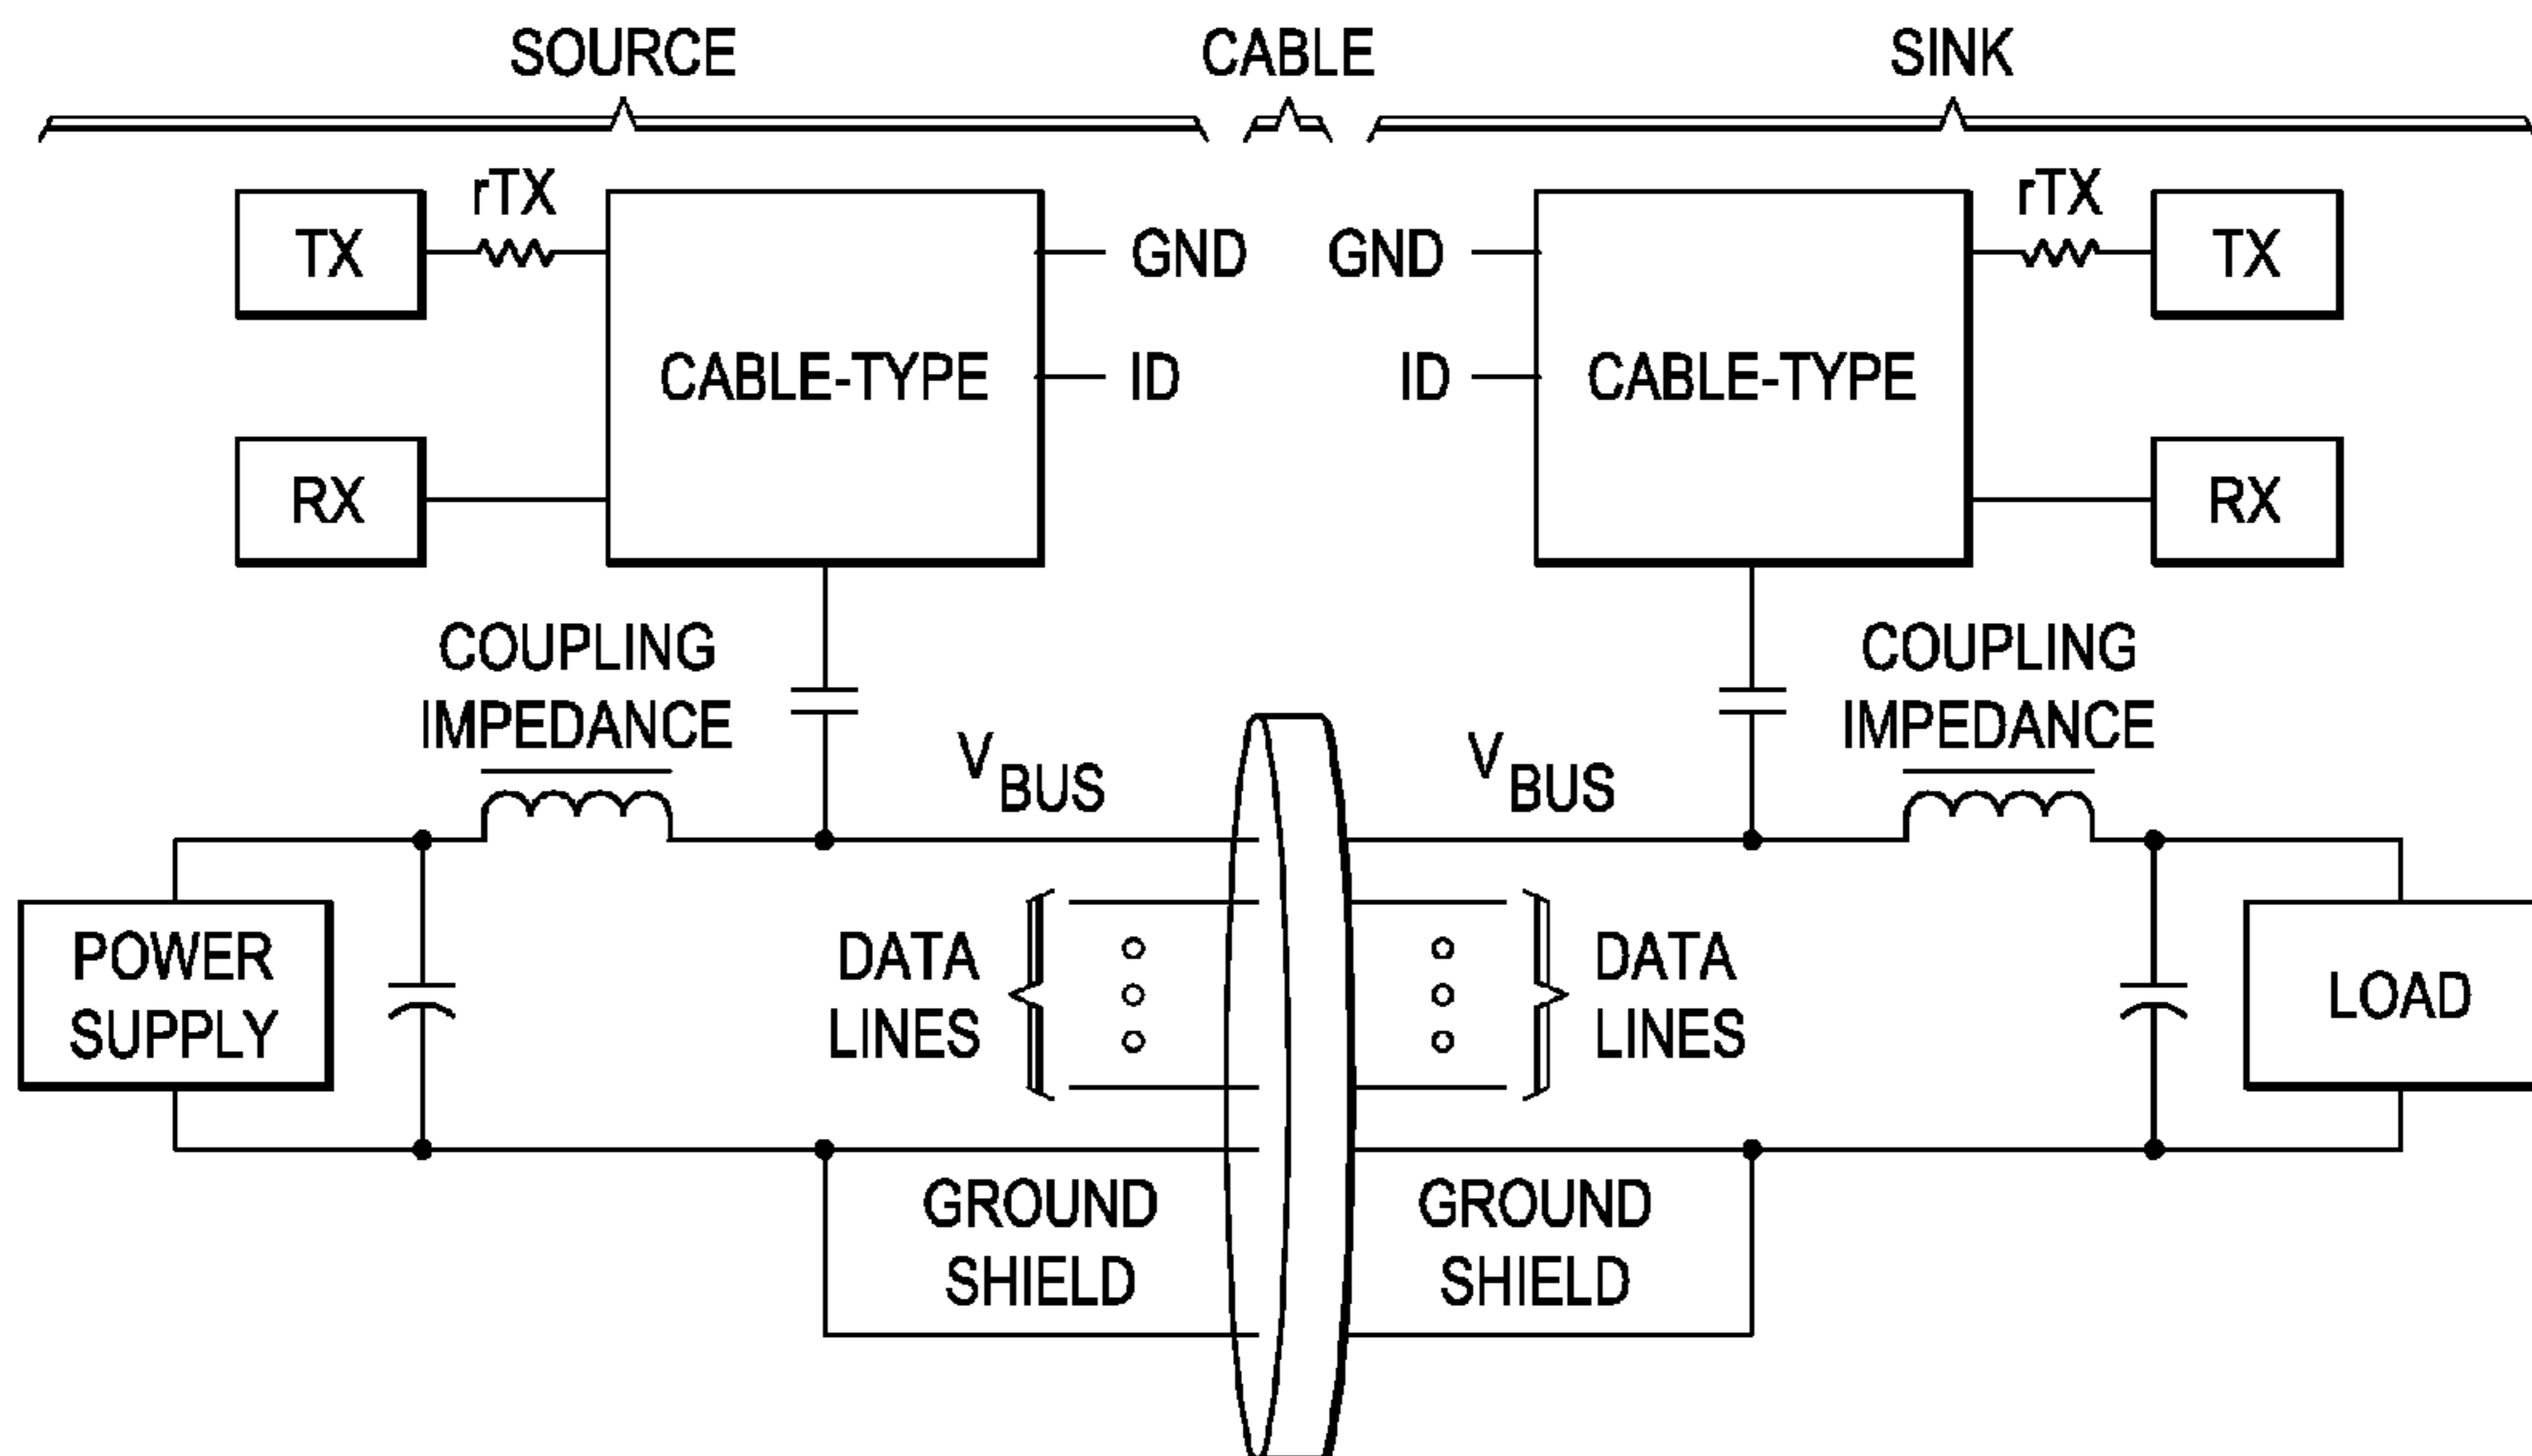 SOURCE CABLE SINK
rTX rTX
TX GND GND TX
CABLE-TYPE ID ID CABLE-TYPE
RX RX
COUPLING COUPLING
IMPEDANCE IMPEDANCE
VBUS VBUS
POWER DATA DATA LOAD
SUPPLY LINES LINES
GROUND GROUND
SHIELD SHIELD